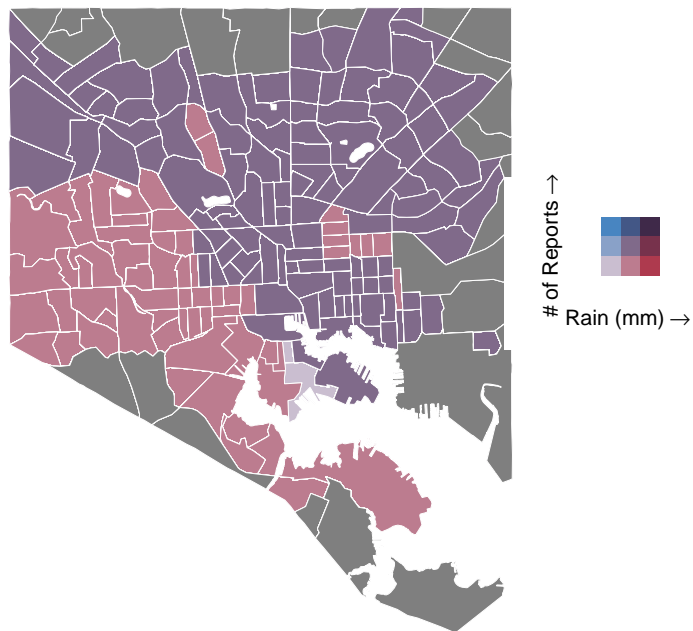 # of Reports →
Rain (mm) →